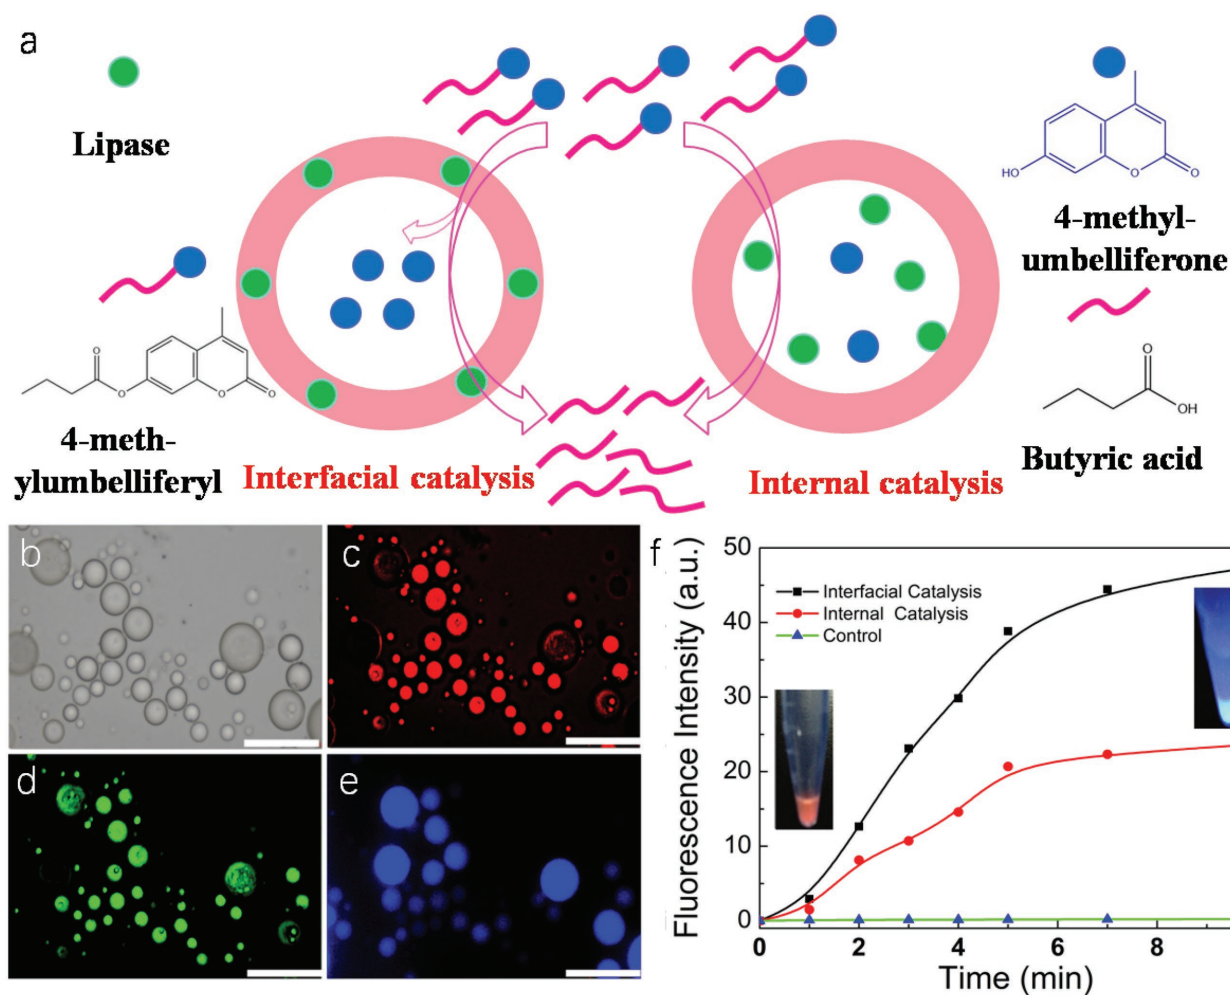 a
Lipase
HO
O
O
4-methyl-
umbelliferone
O
O
O
O
4-meth-
ylumbelliferyl
Interfacial catalysis
Internal catalysis
O
OH
Butyric acid
b
c
d
e
f
Fluorescence Intensity (a.u.)
50
40
30
20
10
0
Interfacial Catalysis
Internal Catalysis
Control
0 2 4 6 8
Time (min)